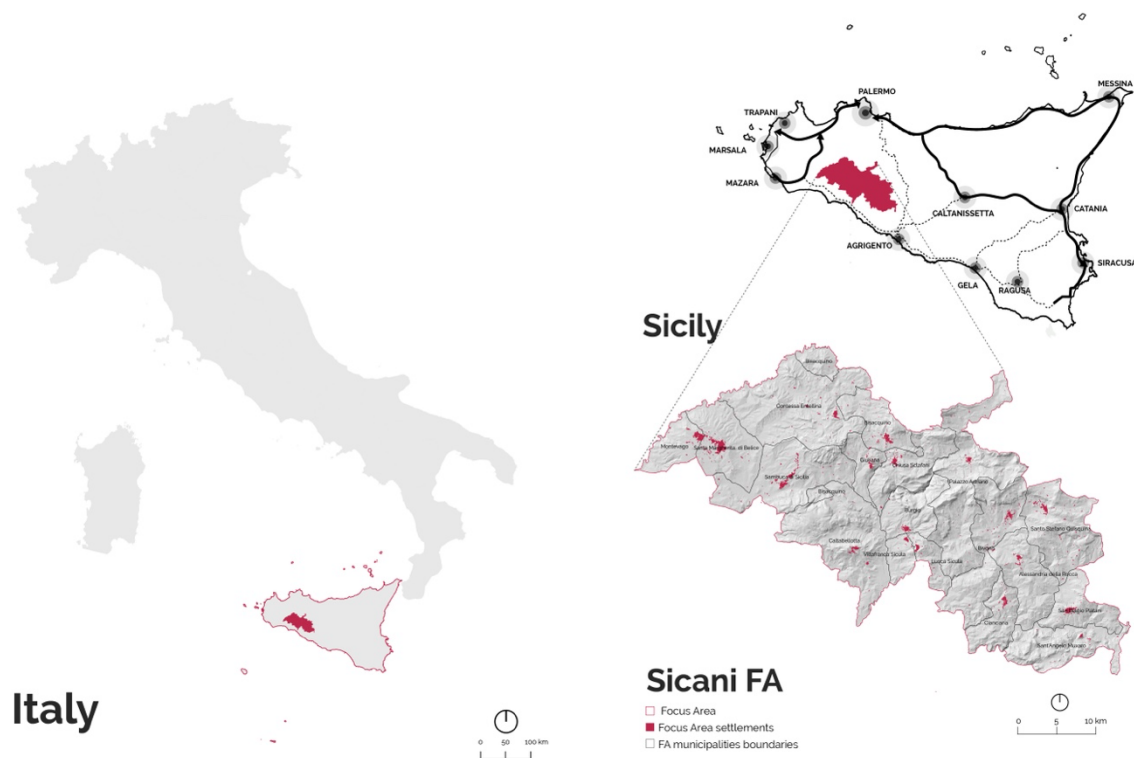 Italy
0 50 100 km
MESSINA
PALERMO
TRAPANI
MARSALA
MAZARA
CALTANISSETTA
CATANIA
AGRIGENTO
SIRACUSA
GELA
RAGUSA
Sicily
Bisacquino
Contessa Entellina
Bisacquino
Montevago
Santa Margherita di Belice
Giuliana
Chiusa Sclafani
Sambuca di Sicilia
Palazzo Adriano
Bisacquino
Burgio
Santo Stefano Quisquina
Caltabellotta
Villafranca Sicula
Bivona
Lucca Sicula
Alessandria della Rocca
San Biagio Platani
Cianciana
Sant'Angelo Muxaro
Sicani FA
Focus Area
Focus Area settlements
FA municipalities boundaries
0 5 10 km